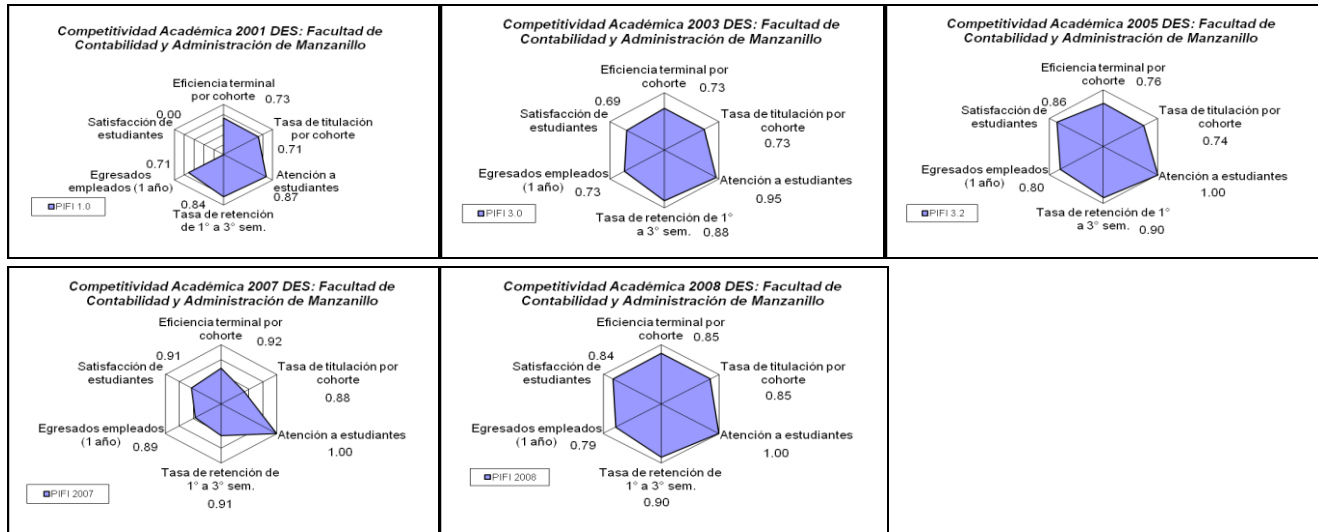 Competitividad Académica 2001 DES: Facultad de
Contabilidad y Administración de Manzanillo
Eficiencia terminal
por cohorte 0.73
0.00
Satisfacción de
estudiantes
Tasa de titulación
por cohorte
0.71
0.71
Egresados
empleados (1 año)
Atención a
estudiantes
0.87
0.84
Tasa de retención
de 1° a 3° sem.
PIFI 1.0
Competitividad Académica 2003 DES: Facultad de
Contabilidad y Administración de Manzanillo
Eficiencia terminal por
cohorte 0.73
0.69
Satisfacción de
estudiantes
Tasa de titulación por
cohorte
0.73
Egresados empleados
(1 año) 0.73
Atención a estudiantes
0.95
Tasa de retención de 1°
a 3° sem. 0.88
PIFI 3.0
Competitividad Académica 2005 DES: Facultad de
Contabilidad y Administración de Manzanillo
Eficiencia terminal por
cohorte 0.76
0.86
Satisfacción de
estudiantes
Tasa de titulación por
cohorte
0.74
Egresados empleados
(1 año) 0.80
Atención a estudiantes
1.00
Tasa de retención de 1°
a 3° sem. 0.90
PIFI 3.2
Competitividad Académica 2007 DES: Facultad de
Contabilidad y Administración de Manzanillo
Eficiencia terminal por
cohorte 0.92
0.91
Satisfacción de
estudiantes
Tasa de titulación por
cohorte
0.88
Egresados empleados
(1 año) 0.89
Atención a estudiantes
1.00
Tasa de retención de
1° a 3° sem.
0.91
PIFI 2007
Competitividad Académica 2008 DES: Facultad de
Contabilidad y Administración de Manzanillo
Eficiencia terminal por
cohorte 0.85
0.84
Satisfacción de
estudiantes
Tasa de titulación por
cohorte
0.85
Egresados empleados
(1 año) 0.79
Atención a estudiantes
1.00
Tasa de retención de
1° a 3° sem.
0.90
PIFI 2008